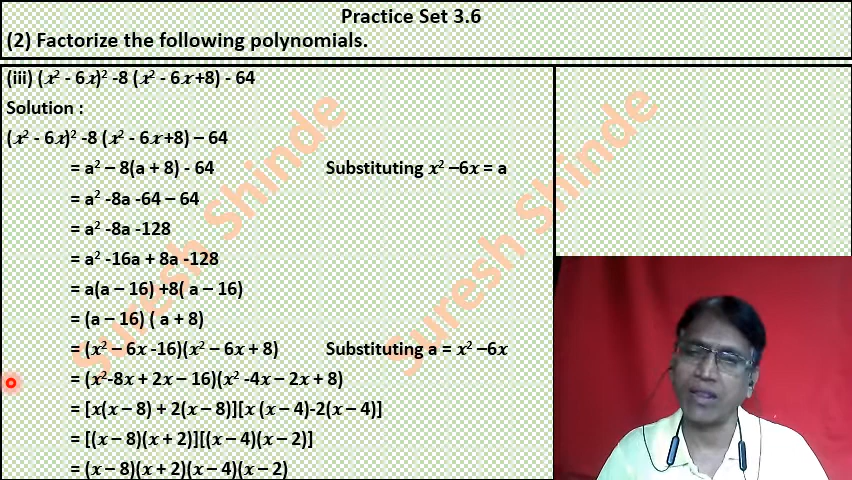 Practice Set 3.6
(2) Factorize the following polynomials.
(iii) (x² - 6x)² -8 (x² - 6x+8) - 64
Solution :
(x² - 6x)² -8 (x² - 6x+8) – 64
= a² – 8(a + 8) - 64 Substituting x² –6x = a
= a² -8a -64 – 64
= a² -8a -128
= a² -16a + 8a -128
= a(a – 16) +8( a – 16)
= (a – 16) ( a + 8)
= (x² – 6x -16)(x² – 6x + 8) Substituting a = x² –6x
= (x²-8x + 2x – 16)(x² -4x – 2x + 8)
= [x(x – 8) + 2(x – 8)][x (x – 4)-2(x – 4)]
= [(x – 8)(x + 2)][(x – 4)(x – 2)]
= (x – 8)(x + 2)(x – 4)(x – 2)
Suresh Shinde
Suresh Shinde